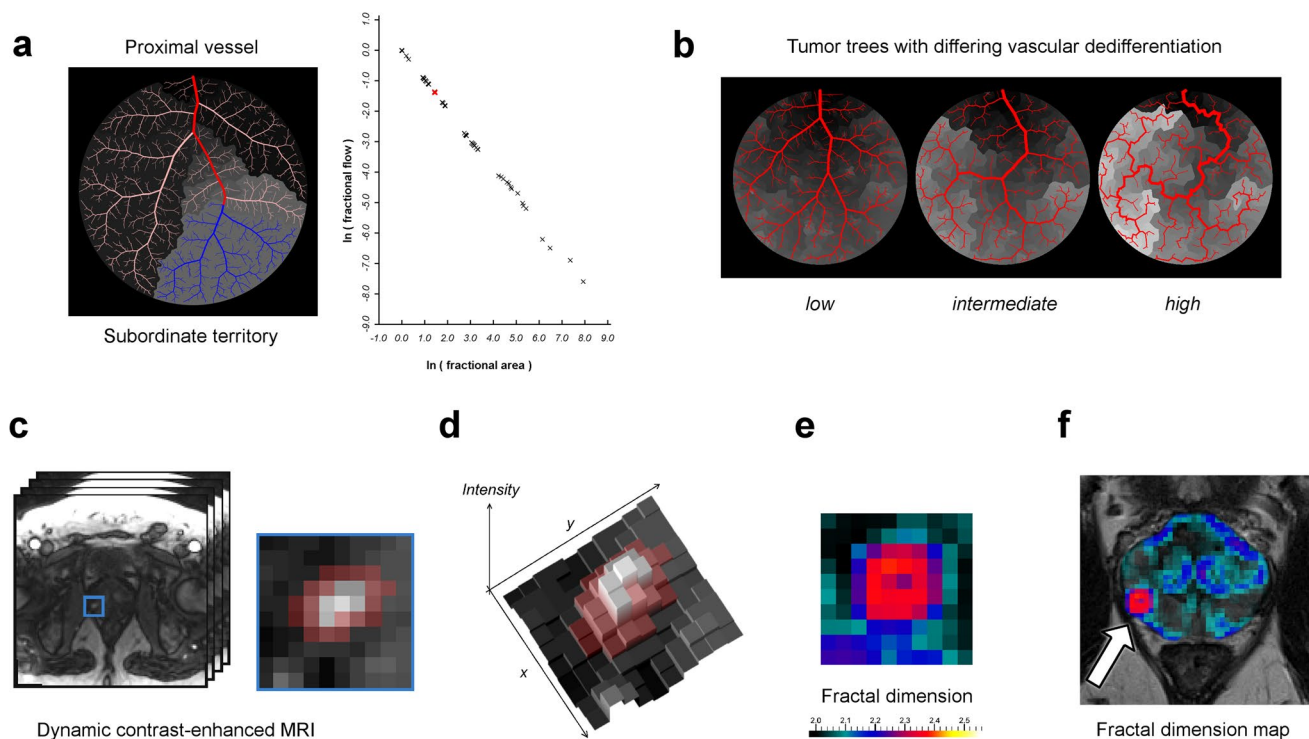 a
Proximal vessel
Subordinate territory
ln ( fractional flow )
1.0
0.0
-1.0
-2.0
-3.0
-4.0
-5.0
-6.0
-7.0
-8.0
-9.0
-1.0 0.0 1.0 2.0 3.0 4.0 5.0 6.0 7.0 8.0 9.0
ln ( fractional area )
b
Tumor trees with differing vascular dedifferentiation
low intermediate high
c
Dynamic contrast-enhanced MRI
d
Intensity
y
x
e
Fractal dimension
2.0 2.1 2.2 2.3 2.4 2.5
f
Fractal dimension map